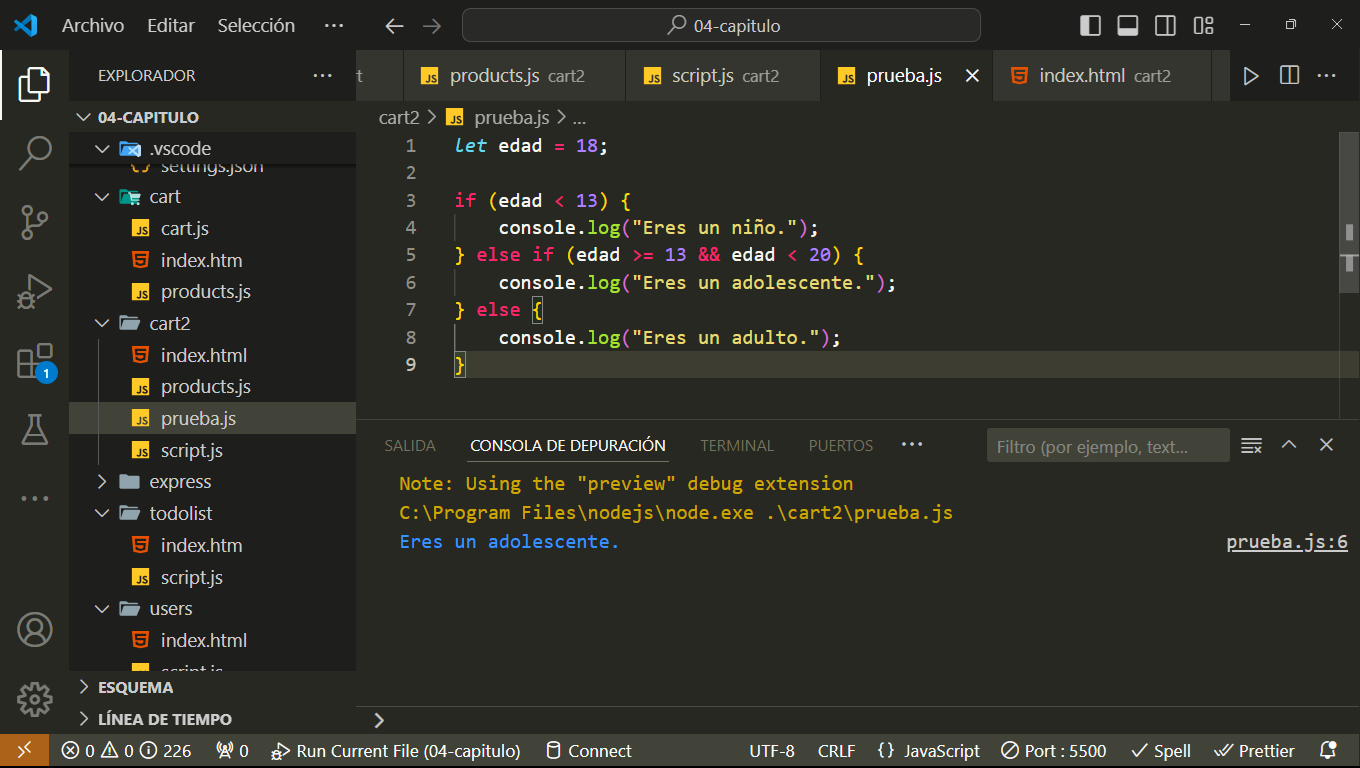 Archivo Editar Selección ···
04-capitulo
EXPLORADOR ···
products.js cart2
script.js cart2
prueba.js
index.html cart2
04-CAPITULO
.vscode
settings.json
cart
cart.js
index.htm
products.js
cart2
index.html
products.js
prueba.js
script.js
express
todolist
index.htm
script.js
users
index.html
script.js
ESQUEMA
LÍNEA DE TIEMPO
1
cart2 > prueba.js > ...
1 let edad = 18;
2
3 if (edad < 13) {
4 console.log("Eres un niño.");
5 } else if (edad >= 13 && edad < 20) {
6 console.log("Eres un adolescente.");
7 } else {
8 console.log("Eres un adulto.");
9 }
SALIDA CONSOLA DE DEPURACIÓN TERMINAL PUERTOS ··· Filtro (por ejemplo, text...
Note: Using the "preview" debug extension
C:\Program Files\nodejs\node.exe .\cart2\prueba.js
Eres un adolescente. prueba.js:6
0 0 226 0 Run Current File (04-capitulo) Connect UTF-8 CRLF {} JavaScript Port : 5500 Spell Prettier